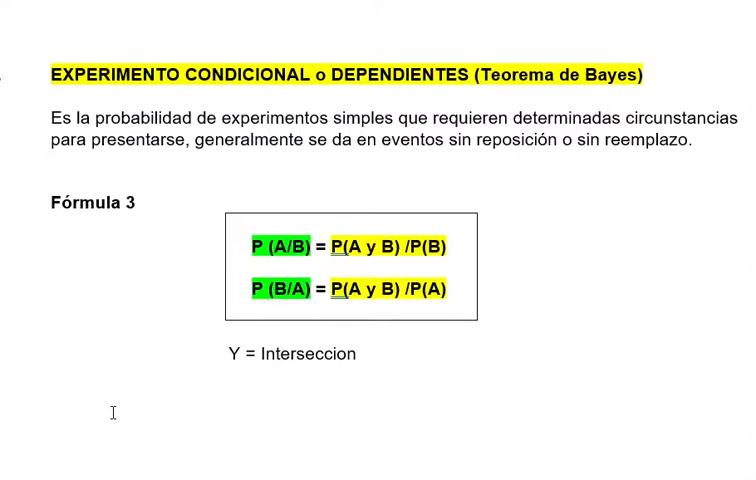 EXPERIMENTO CONDICIONAL o DEPENDIENTES (Teorema de Bayes)
Es la probabilidad de experimentos simples que requieren determinadas circunstancias
para presentarse, generalmente se da en eventos sin reposición o sin reemplazo.
Fórmula 3
P (A/B) = P(A y B) /P(B)
P (B/A) = P(A y B) /P(A)
Y = Interseccion